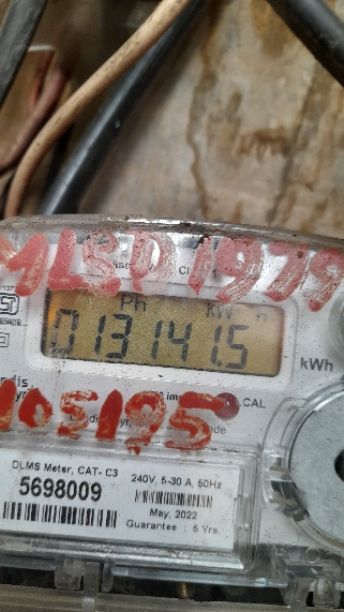 MLSD1979
Ph kW h
013141.5
kWh
CAL
105195
DLMS Meter, CAT- C3
5698009
240V, 5-30 A, 50Hz
May, 2022
Guarantee : 5 Yrs.